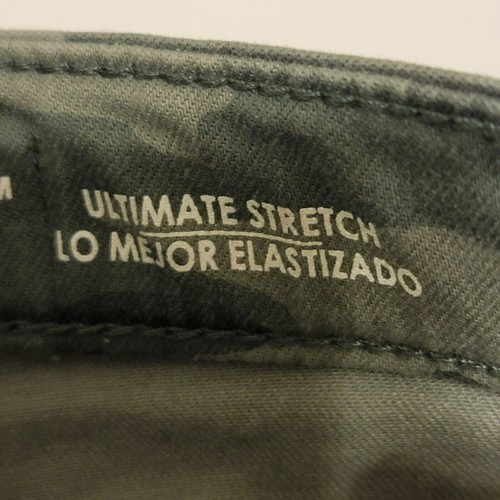 M
ULTIMATE STRETCH
LO MEJOR ELASTIZADO